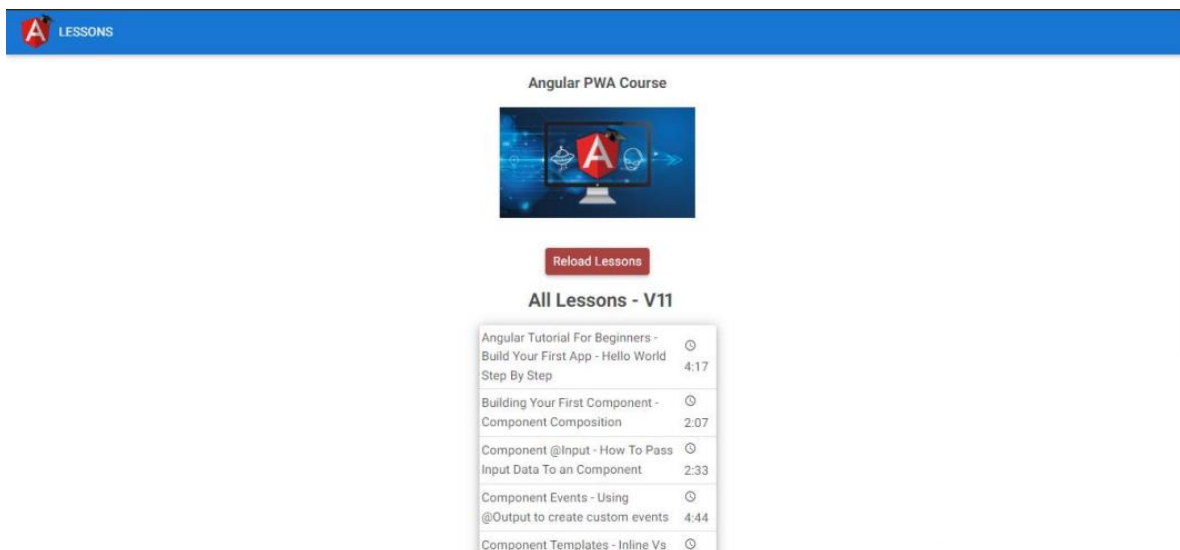 LESSONS
Angular PWA Course
Reload Lessons
All Lessons - V11
Angular Tutorial For Beginners -
Build Your First App - Hello World
Step By Step
4:17
Building Your First Component -
Component Composition
2:07
Component @Input - How To Pass
Input Data To an Component
2:33
Component Events - Using
@Output to create custom events
4:44
Component Templates - Inline Vs